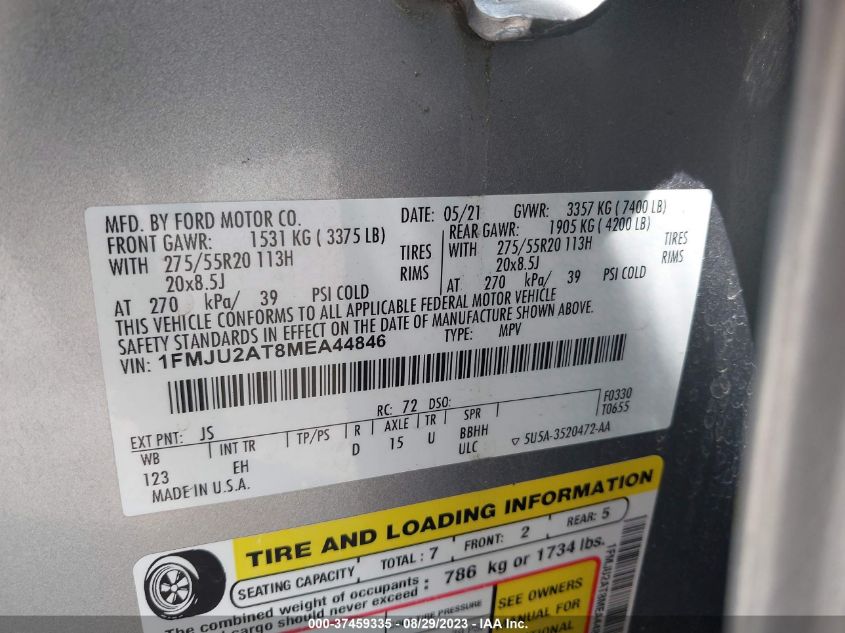 MFD. BY FORD MOTOR CO. DATE: 05/21 GVWR: 3357 KG ( 7400 LB)
FRONT GAWR: 1531 KG ( 3375 LB) REAR GAWR: 1905 KG ( 4200 LB)
WITH 275/55R20 113H TIRES WITH 275/55R20 113H TIRES
20x8.5J RIMS 20x8.5J RIMS
AT 270 kPa/ 39 PSI COLD AT 270 kPa/ 39 PSI COLD
THIS VEHICLE CONFORMS TO ALL APPLICABLE FEDERAL MOTOR VEHICLE
SAFETY STANDARDS IN EFFECT ON THE DATE OF MANUFACTURE SHOWN ABOVE.
VIN: 1FMJU2AT8MEA44846 TYPE: MPV
F0330
T0655
EXT PNT: JS RC: 72 DSO:
WB INT TR TP/PS R AXLE TR SPR
123 EH D 15 U BBHH
ULC
▽ 5U5A-3520472-AA
MADE IN U.S.A.
TIRE AND LOADING INFORMATION
SEATING CAPACITY TOTAL: 7 FRONT: 2 REAR: 5
The combined weight of occupants : 786 kg or 1734 lbs.
and cargo should never exceed :
PRESSURE
SEE OWNERS
MANUAL FOR
000-37459335 - 08/29/2023 - IAA Inc.